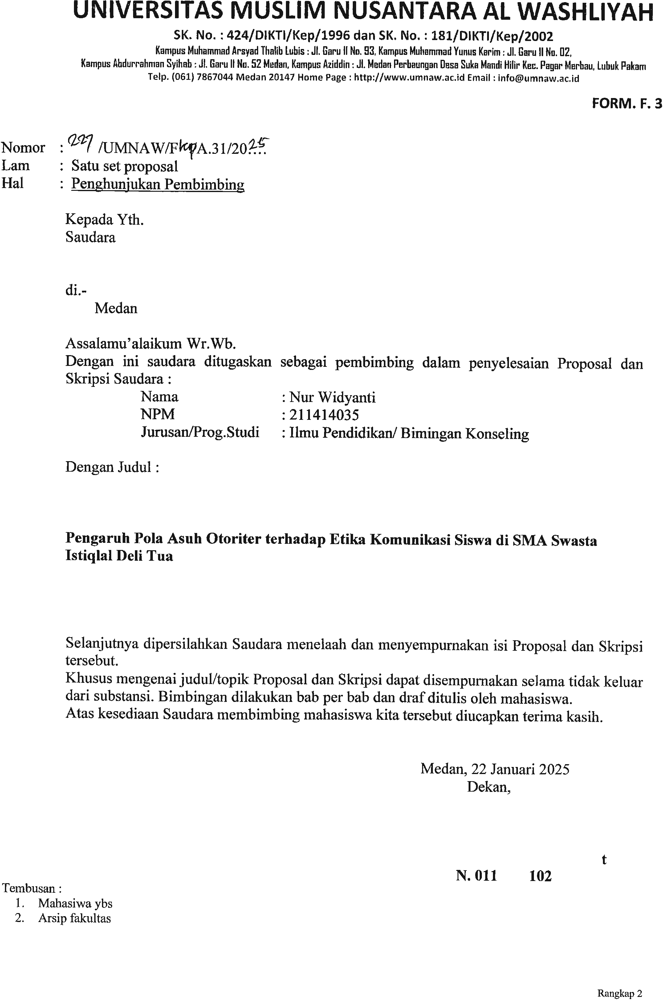 UNIVERSITAS MUSLIM NUSANTARA AL WASHLIYAH
SK. No. : 424/DIKTI/Kep/1996 dan SK. No. : 181/DIKTI/Kep/2002
Kampus Muhammad Arsyad Thalib Lubis : Jl. Garu II No. 93, Kampus Muhammad Yunus Karim : Jl. Garu II No. 02,
Kampus Abdurrahman Syihab : Jl. Garu II No. 52 Medan, Kampus Aziddin : Jl. Medan Perbaungan Desa Suka Mandi Hilir Kec. Pagar Merbau, Lubuk Pakam
Telp. (061) 7867044 Medan 20147 Home Page : http://www.umnaw.ac.id Email : info@umnaw.ac.id
FORM. F. 3
Nomor : 227 /UMNAW/Fkip A.31/2025
Lam : Satu set proposal
Hal : Penghunjukan Pembimbing
Kepada Yth.
Saudara
di.-
Medan
Assalamu'alaikum Wr.Wb.
Dengan ini saudara ditugaskan sebagai pembimbing dalam penyelesaian Proposal dan
Skripsi Saudara :
Nama : Nur Widyanti
NPM : 211414035
Jurusan/Prog.Studi : Ilmu Pendidikan/ Bimingan Konseling
Dengan Judul :
Pengaruh Pola Asuh Otoriter terhadap Etika Komunikasi Siswa di SMA Swasta
Istiqlal Deli Tua
Selanjutnya dipersilahkan Saudara menelaah dan menyempurnakan isi Proposal dan Skripsi
tersebut.
Khusus mengenai judul/topik Proposal dan Skripsi dapat disempurnakan selama tidak keluar
dari substansi. Bimbingan dilakukan bab per bab dan draf ditulis oleh mahasiswa.
Atas kesediaan Saudara membimbing mahasiswa kita tersebut diucapkan terima kasih.
Medan, 22 Januari 2025
Dekan,
t
N. 011 102
Tembusan :
1. Mahasiwa ybs
2. Arsip fakultas
Rangkap 2